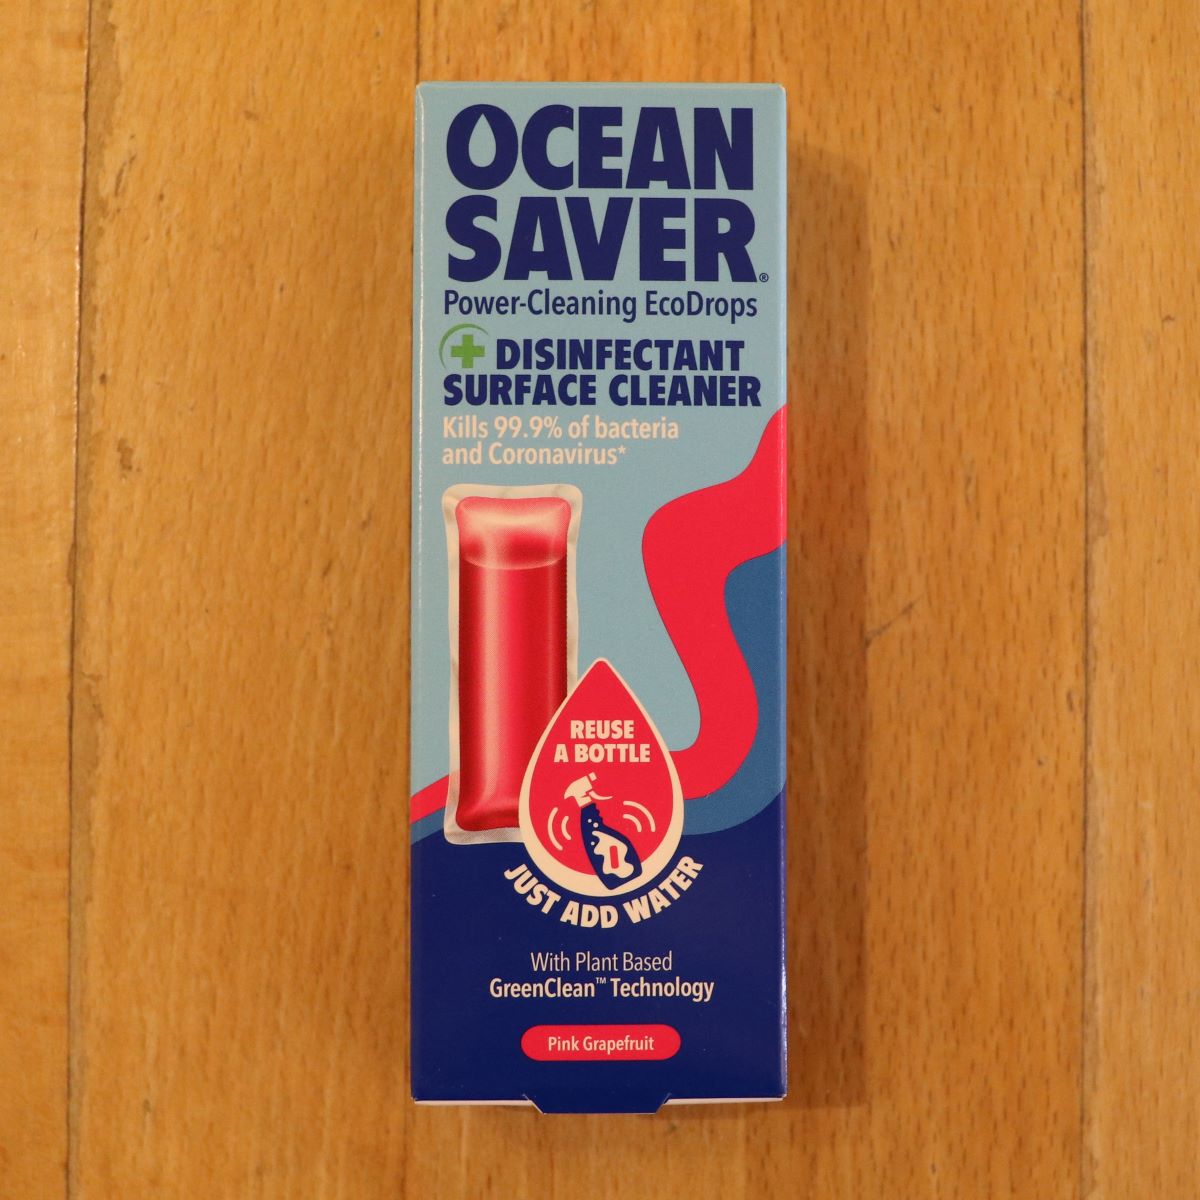 OCEAN
SAVER®
Power-Cleaning EcoDrops
DISINFECTANT
SURFACE CLEANER
Kills 99.9% of bacteria
and Coronavirus*
REUSE
A BOTTLE
JUST ADD WATER
With Plant Based
GreenClean™ Technology
Pink Grapefruit